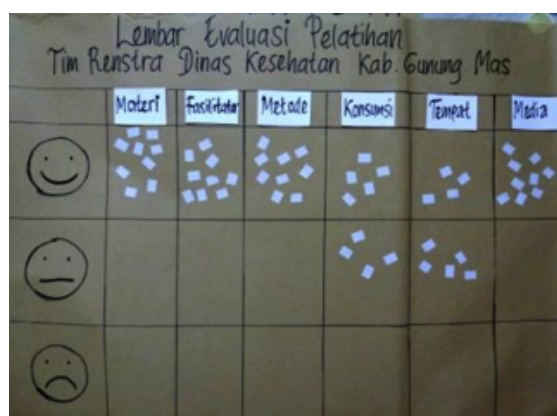 Lembar Evaluasi Pelatihan
Tim Renstra Dinas Kesehatan Kab. Gunung Mas
Materi Fasilitator Metode Konsumsi Tempat Media